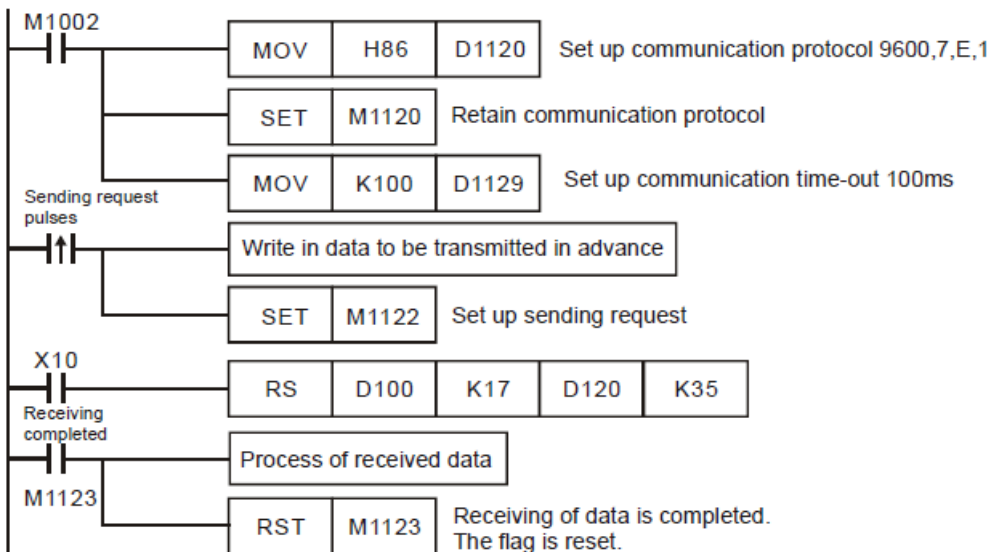 M1002
MOV H86 D1120 Set up communication protocol 9600,7,E,1
SET M1120 Retain communication protocol
MOV K100 D1129 Set up communication time-out 100ms
Sending request
pulses
Write in data to be transmitted in advance
SET M1122 Set up sending request
X10
RS D100 K17 D120 K35
Receiving
completed
Process of received data
M1123
RST M1123 Receiving of data is completed.
The flag is reset.